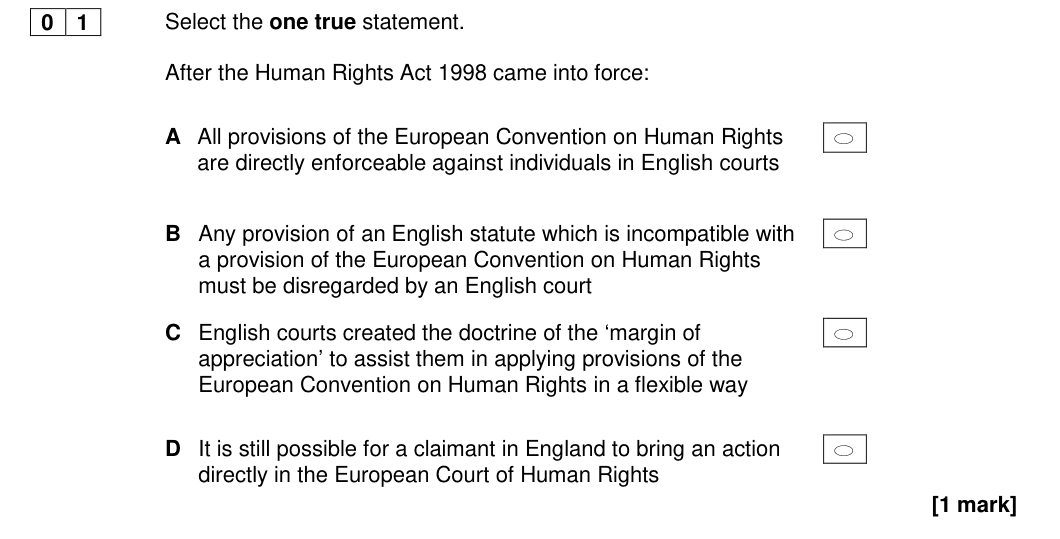 0 1 Select the one true statement.
After the Human Rights Act 1998 came into force:
A All provisions of the European Convention on Human Rights
are directly enforceable against individuals in English courts
B Any provision of an English statute which is incompatible with
a provision of the European Convention on Human Rights
must be disregarded by an English court
C English courts created the doctrine of the ‘margin of
appreciation’ to assist them in applying provisions of the
European Convention on Human Rights in a flexible way
D It is still possible for a claimant in England to bring an action
directly in the European Court of Human Rights
[1 mark]